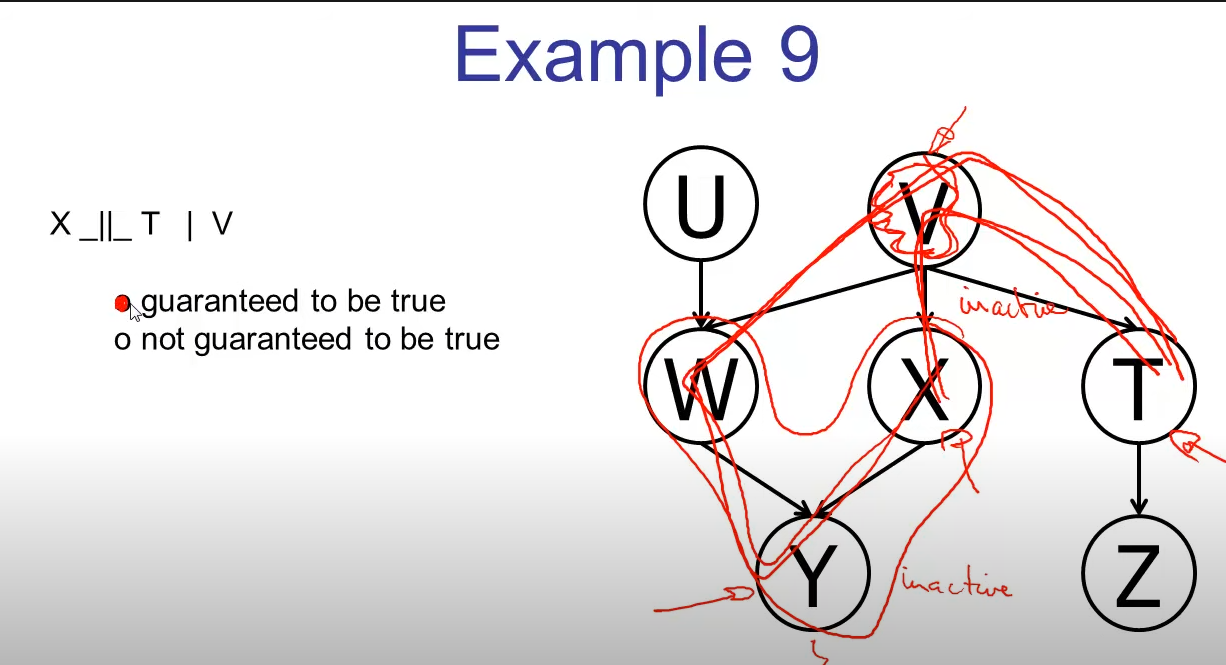 Example 9
U
V
X _||_ T | V
o guaranteed to be true
inactive
o not guaranteed to be true
W
X
T
Y
inactive
Z